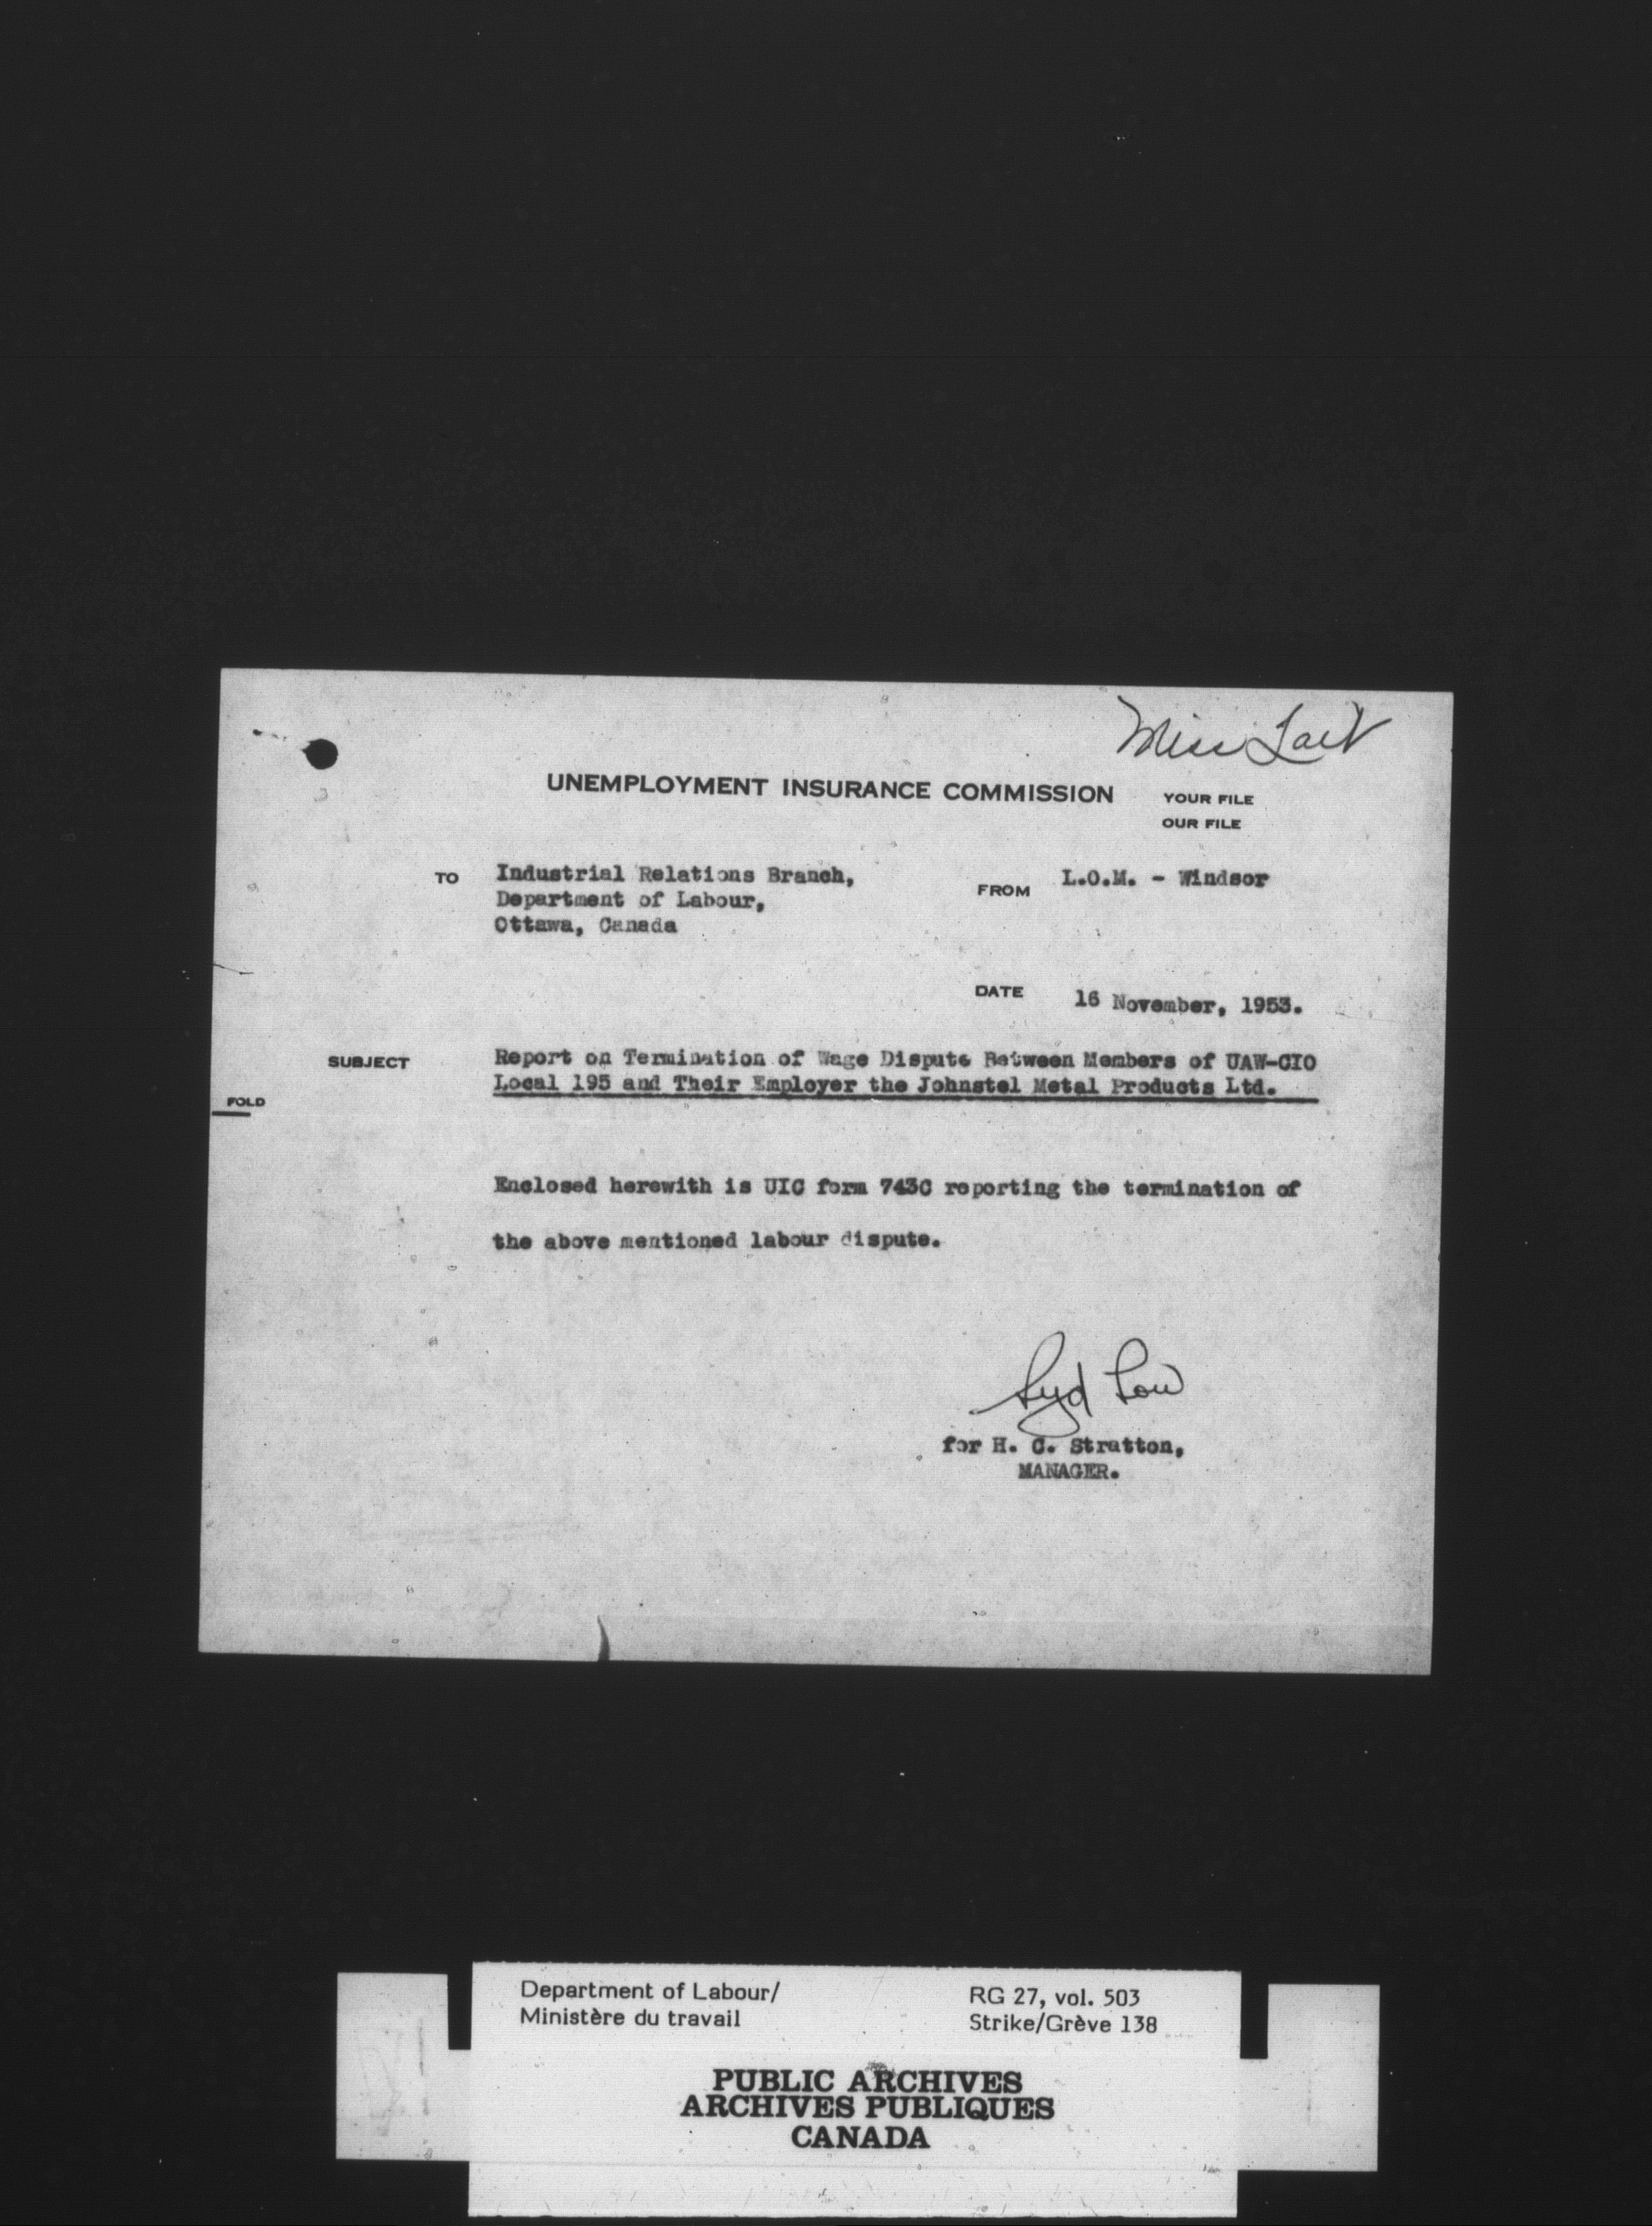 Miss Tait
UNEMPLOYMENT INSURANCE COMMISSION
YOUR FILE
OUR FILE
TO Industrial Relations Branch,
Department of Labour,
Ottawa, Canada
FROM L.O.M. - Windsor
DATE 16 November, 1953.
SUBJECT Report on Termination of Wage Dispute Between Members of UAW-CIO
Local 195 and Their Employer the Johnstel Metal Products Ltd.
FOLD
Enclosed herewith is UIC form 743C reporting the termination of
the above mentioned labour dispute.
Syd Low
for H. C. Stratton,
MANAGER.
Department of Labour/
Ministère du travail
RG 27, vol. 503
Strike/Grève 138
PUBLIC ARCHIVES
ARCHIVES PUBLIQUES
CANADA